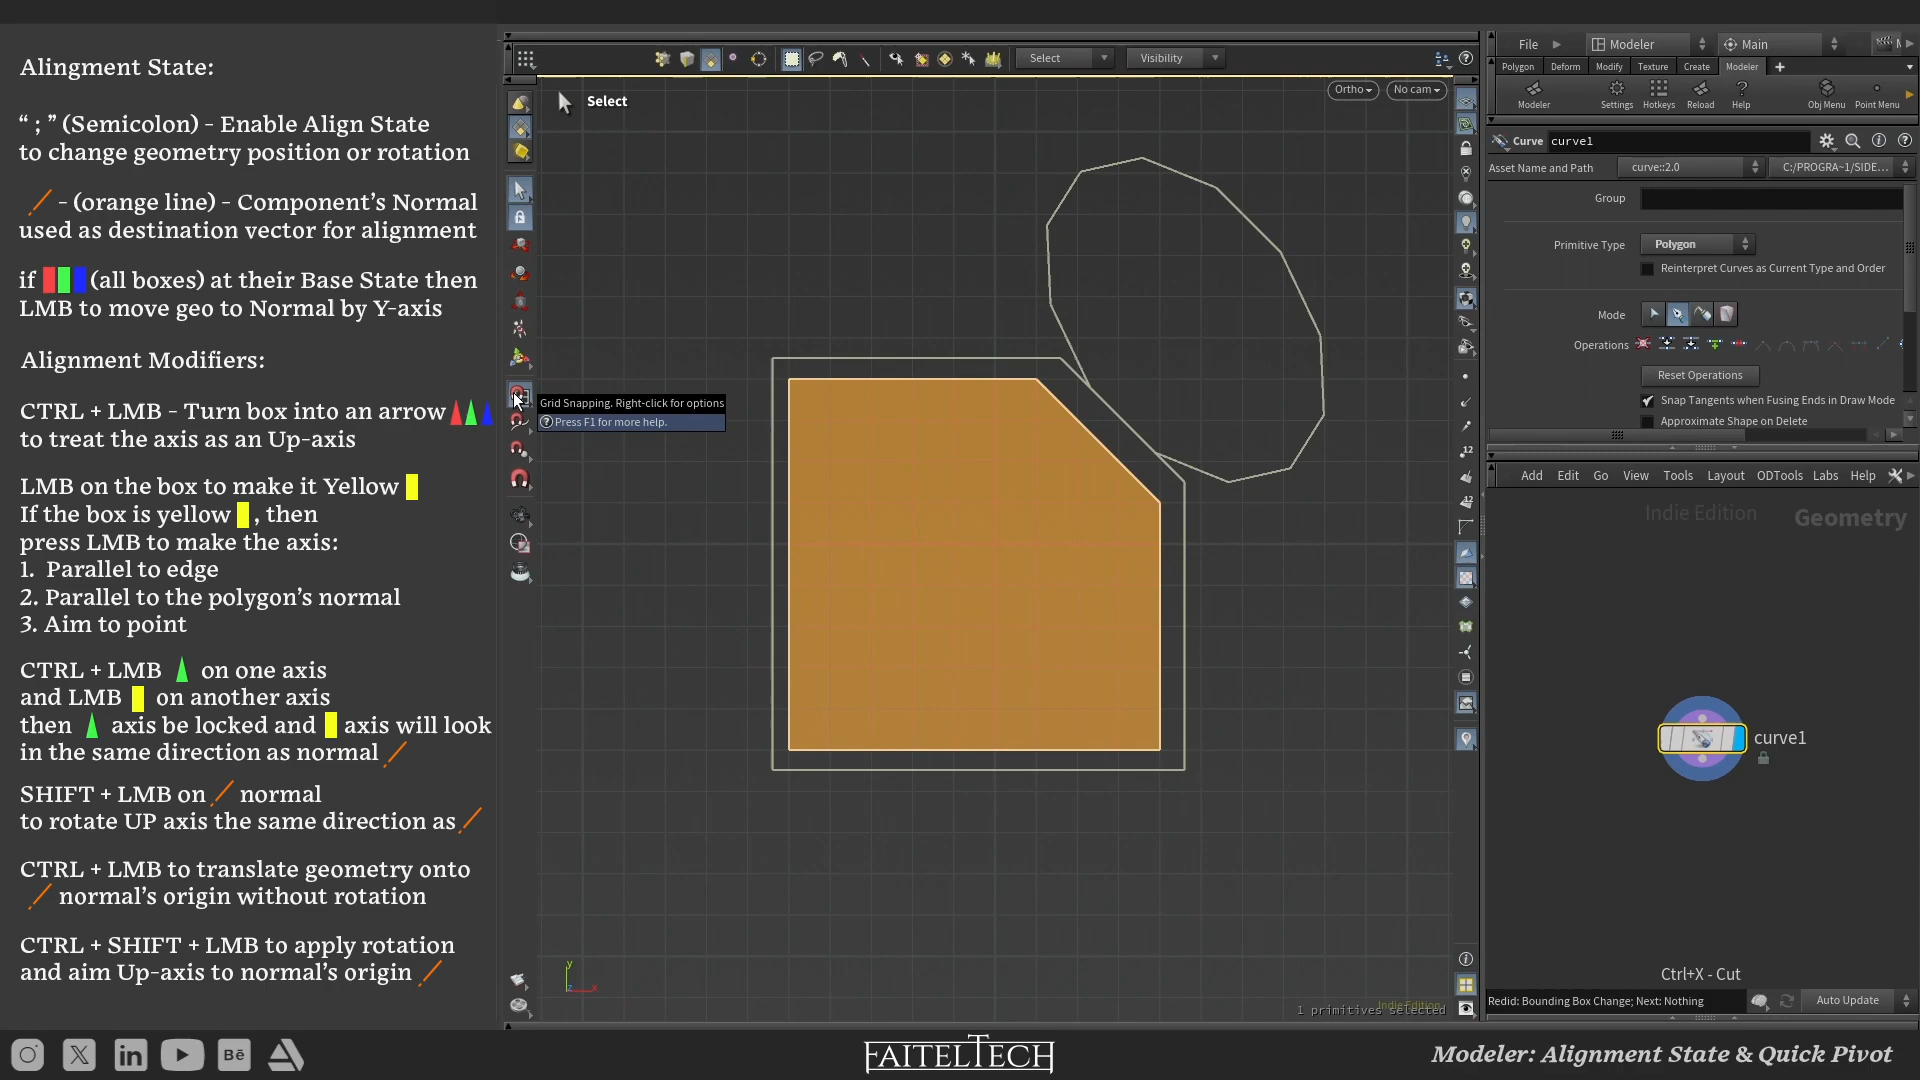 Alingment State:
“ ; ” (Semicolon) - Enable Align State
to change geometry position or rotation
- (orange line) - Component’s Normal
used as destination vector for alignment
if (all boxes) at their Base State then
LMB to move geo to Normal by Y-axis
Alignment Modifiers:
CTRL + LMB - Turn box into an arrow
to treat the axis as an Up-axis
LMB on the box to make it Yellow
If the box is yellow , then
press LMB to make the axis:
1. Parallel to edge
2. Parallel to the polygon’s normal
3. Aim to point
CTRL + LMB on one axis
and LMB on another axis
then axis be locked and axis will look
in the same direction as normal
SHIFT + LMB on normal
to rotate UP axis the same direction as
CTRL + LMB to translate geometry onto
normal’s origin without rotation
CTRL + SHIFT + LMB to apply rotation
and aim Up-axis to normal’s origin
Select
Visibility
Select
Ortho
No cam
Grid Snapping. Right-click for options
Press F1 for more help.
y
z x
Indie Edition
1 primitives selected
12
12
File
Modeler
Main
Polygon Deform Modify Texture Create Modeler +
Modeler Settings Hotkeys Reload Help Obj Menu Point Menu
Curve curve1
Asset Name and Path curve::2.0 C:/PROGRA~1/SIDE...
Group
Primitive Type Polygon
Reinterpret Curves as Current Type and Order
Mode
Operations
Reset Operations
Snap Tangents when Fusing Ends in Draw Mode
Approximate Shape on Delete
Add Edit Go View Tools Layout ODTools Labs Help
Indie Edition
Geometry
curve1
Ctrl+X - Cut
Redid: Bounding Box Change; Next: Nothing
Auto Update
in
Bē
FAITELTECH
Modeler: Alignment State & Quick Pivot